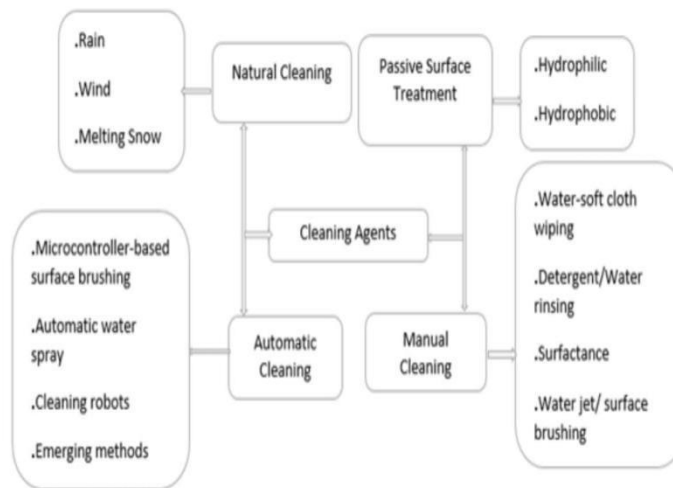 .Rain
.Wind
.Melting Snow
Natural Cleaning
Passive Surface
Treatment
.Hydrophilic
.Hydrophobic
Cleaning Agents
.Microcontroller-based
surface brushing
.Automatic water
spray
.Cleaning robots
.Emerging methods
Automatic
Cleaning
Manual
Cleaning
.Water-soft cloth
wiping
.Detergent/Water
rinsing
.Surfactance
.Water jet/ surface
brushing